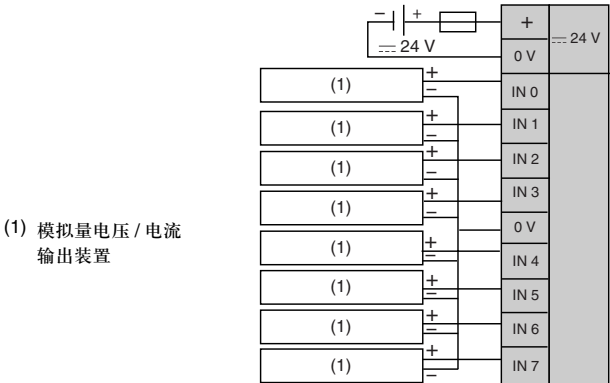 − +
+
⎓ 24 V
⎓ 24 V
0 V
(1) + −
IN 0
(1) + −
IN 1
(1) + −
IN 2
(1) + −
IN 3
0 V
(1) + −
IN 4
(1) + −
IN 5
(1) + −
IN 6
(1) + −
IN 7
(1) 模拟量电压 / 电流
输出装置